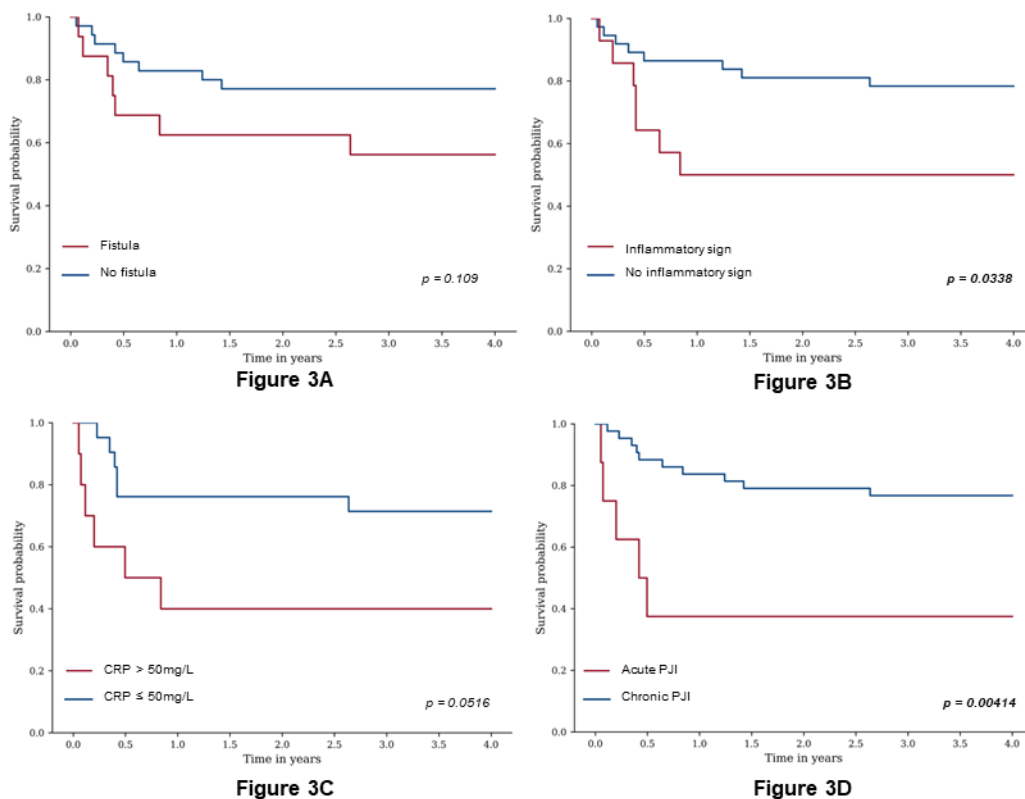 1.0
0.8
0.6
0.4
0.2
0.0
Survival probability
Fistula
No fistula
p = 0.109
0.0 0.5 1.0 1.5 2.0 2.5 3.0 3.5 4.0
Time in years
Figure 3A
1.0
0.8
0.6
0.4
0.2
0.0
Survival probability
Inflammatory sign
No inflammatory sign
p = 0.0338
0.0 0.5 1.0 1.5 2.0 2.5 3.0 3.5 4.0
Time in years
Figure 3B
1.0
0.8
0.6
0.4
0.2
0.0
Survival probability
CRP > 50mg/L
CRP ≤ 50mg/L
p = 0.0516
0.0 0.5 1.0 1.5 2.0 2.5 3.0 3.5 4.0
Time in years
Figure 3C
1.0
0.8
0.6
0.4
0.2
0.0
Survival probability
Acute PJI
Chronic PJI
p = 0.00414
0.0 0.5 1.0 1.5 2.0 2.5 3.0 3.5 4.0
Time in years
Figure 3D